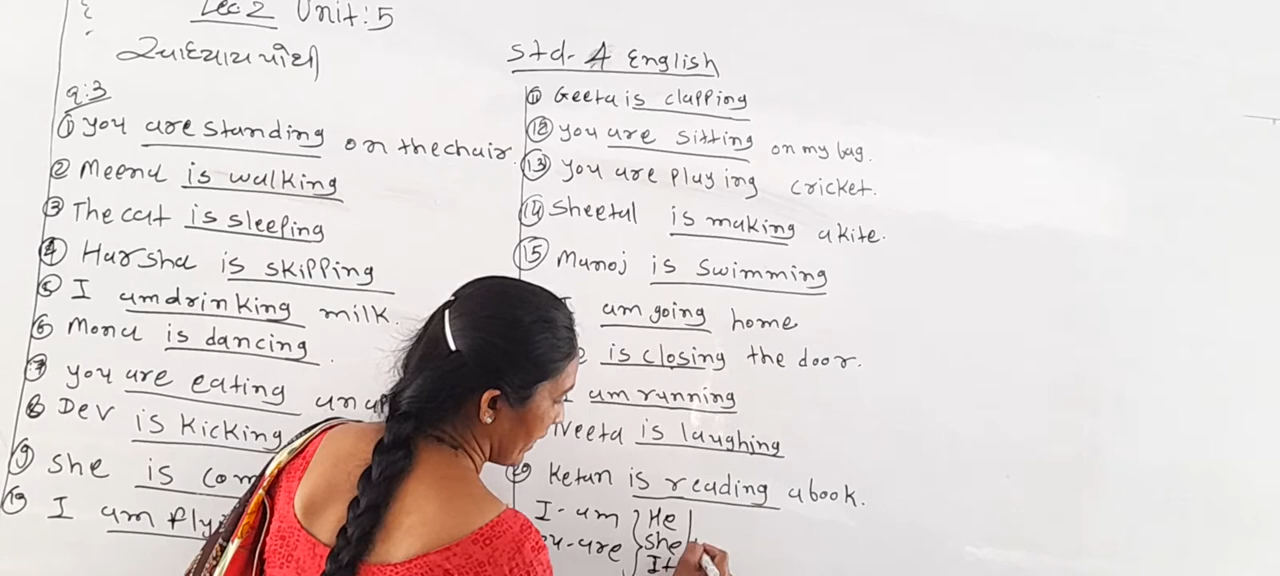 Lec 2 Unit:5
સ્વાધ્યાય પોથી
q:3
① you are standing on the chair.
② Meena is walking
③ The cat is sleeping
④ Harsha is skipping
⑤ I am drinking milk.
⑥ Mona is dancing.
⑦ you are eating an
⑧ Dev is kicking
⑨ she is
⑩ I am
Std-4 English
⑪ Geeta is clapping
⑫ you are sitting on my bag.
⑬ you are playing cricket.
⑭ Sheetal is making a kite.
⑮ Manoj is swimming
am going home
is closing the door.
am running
Neeta is laughing
⑳ Ketan is reading a book.
I-am
are
He
She
It